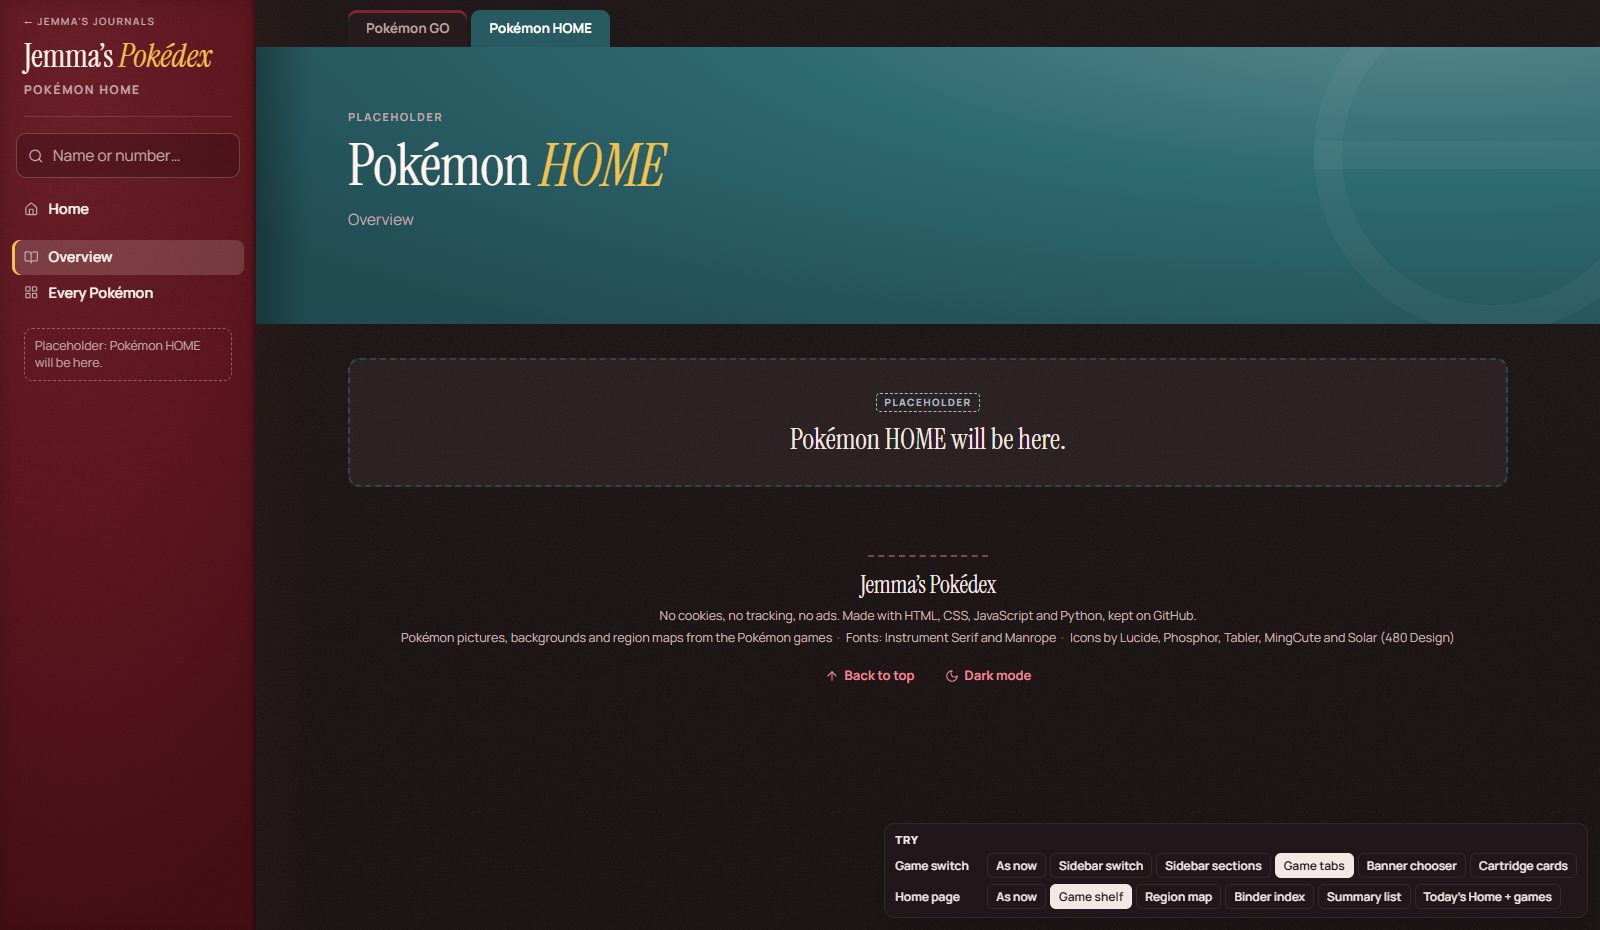 ← JEMMA'S JOURNALS
Jemma's Pokédex
POKÉMON HOME
Name or number...
Home
Overview
Every Pokémon
Placeholder: Pokémon HOME
will be here.
Pokémon GO
Pokémon HOME
PLACEHOLDER
Pokémon HOME
Overview
PLACEHOLDER
Pokémon HOME will be here.
Jemma's Pokédex
No cookies, no tracking, no ads. Made with HTML, CSS, JavaScript and Python, kept on GitHub.
Pokémon pictures, backgrounds and region maps from the Pokémon games · Fonts: Instrument Serif and Manrope · Icons by Lucide, Phosphor, Tabler, MingCute and Solar (480 Design)
Back to top Dark mode
TRY
Game switch As now Sidebar switch Sidebar sections Game tabs Banner chooser Cartridge cards
Home page As now Game shelf Region map Binder index Summary list Today's Home + games